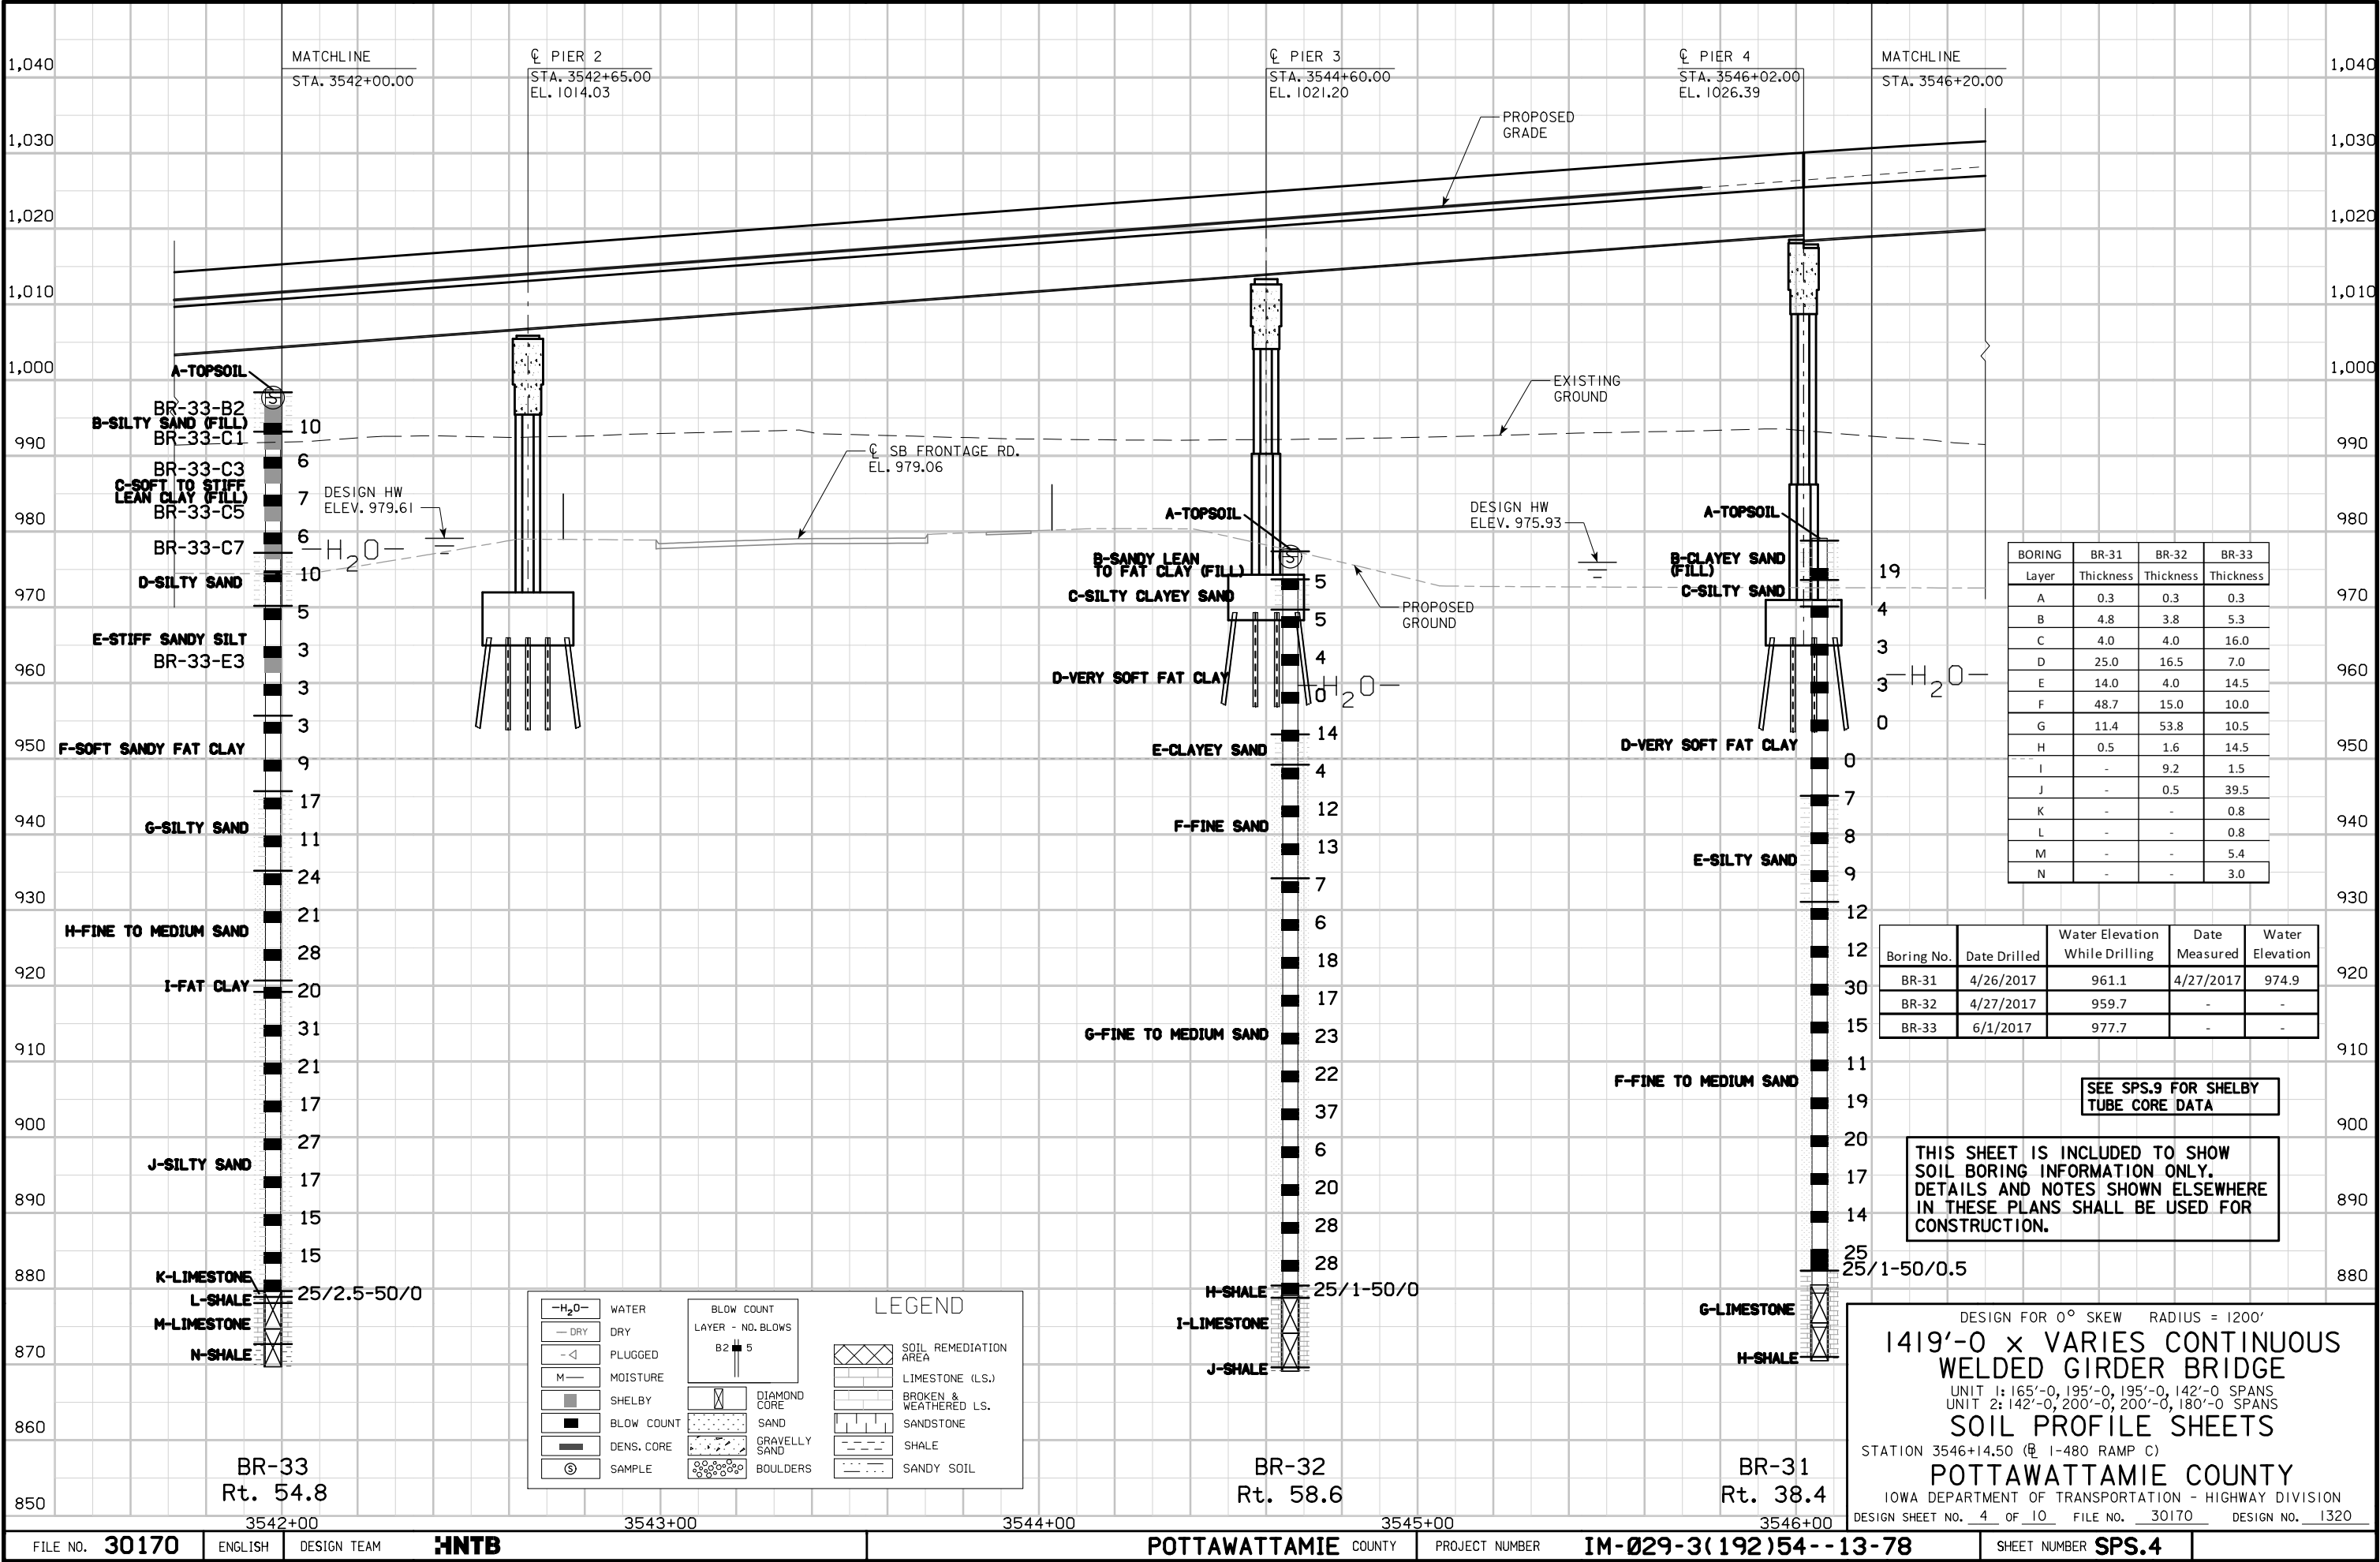 MATCHLINE
STA. 3542+00.00
℄ PIER 2
STA. 3542+65.00
EL. 1014.03
℄ PIER 3
STA. 3544+60.00
EL. 1021.20
℄ PIER 4
STA. 3546+02.00
EL. 1026.39
MATCHLINE
STA. 3546+20.00
1,040
1,030
1,020
1,010
1,000
990
980
970
960
950
940
930
920
910
900
890
880
870
860
850
1,040
1,030
1,020
1,010
1,000
990
980
970
960
950
940
930
920
910
900
890
880
PROPOSED
GRADE
EXISTING
GROUND
℄ SB FRONTAGE RD.
EL. 979.06
DESIGN HW
ELEV. 979.61
DESIGN HW
ELEV. 975.93
PROPOSED
GROUND
A-TOPSOIL
BR-33-B2
B-SILTY SAND (FILL)
BR-33-C1
BR-33-C3
C-SOFT TO STIFF
LEAN CLAY (FILL)
BR-33-C5
BR-33-C7
D-SILTY SAND
E-STIFF SANDY SILT
BR-33-E3
F-SOFT SANDY FAT CLAY
G-SILTY SAND
H-FINE TO MEDIUM SAND
I-FAT CLAY
J-SILTY SAND
K-LIMESTONE
L-SHALE
M-LIMESTONE
N-SHALE
10
6
7
6
H2O
10
5
3
3
3
9
17
11
24
21
28
20
31
21
17
27
17
15
15
25/2.5-50/0
BR-33
Rt. 54.8
A-TOPSOIL
B-SANDY LEAN
TO FAT CLAY (FILL)
C-SILTY CLAYEY SAND
D-VERY SOFT FAT CLAY
E-CLAYEY SAND
F-FINE SAND
G-FINE TO MEDIUM SAND
H-SHALE
I-LIMESTONE
J-SHALE
5
5
4
H2O
0
14
4
12
13
7
6
18
17
23
22
37
6
20
28
28
25/1-50/0
BR-32
Rt. 58.6
A-TOPSOIL
B-CLAYEY SAND
(FILL)
C-SILTY SAND
D-VERY SOFT FAT CLAY
E-SILTY SAND
F-FINE TO MEDIUM SAND
G-LIMESTONE
H-SHALE
19
4
3
3
H2O
0
0
7
8
9
12
12
30
15
11
19
20
17
14
25
25/1-50/0.5
BR-31
Rt. 38.4
BORING BR-31 BR-32 BR-33
Layer Thickness Thickness Thickness
A 0.3 0.3 0.3
B 4.8 3.8 5.3
C 4.0 4.0 16.0
D 25.0 16.5 7.0
E 14.0 4.0 14.5
F 48.7 15.0 10.0
G 11.4 53.8 10.5
H 0.5 1.6 14.5
I - 9.2 1.5
J - 0.5 39.5
K - - 0.8
L - - 0.8
M - - 5.4
N - - 3.0
Boring No. Date Drilled Water Elevation While Drilling Date Measured Water Elevation
BR-31 4/26/2017 961.1 4/27/2017 974.9
BR-32 4/27/2017 959.7 - -
BR-33 6/1/2017 977.7 - -
SEE SPS.9 FOR SHELBY
TUBE CORE DATA
THIS SHEET IS INCLUDED TO SHOW
SOIL BORING INFORMATION ONLY.
DETAILS AND NOTES SHOWN ELSEWHERE
IN THESE PLANS SHALL BE USED FOR
CONSTRUCTION.
LEGEND
-H2O- WATER
- DRY DRY
PLUGGED
M MOISTURE
SHELBY
BLOW COUNT
DENS. CORE
S SAMPLE
BLOW COUNT
LAYER - NO. BLOWS
B2 5
DIAMOND
CORE
SAND
GRAVELLY
SAND
BOULDERS
SOIL REMEDIATION
AREA
LIMESTONE (LS.)
BROKEN &
WEATHERED LS.
SANDSTONE
SHALE
SANDY SOIL
3542+00
3543+00
3544+00
3545+00
3546+00
DESIGN FOR 0° SKEW RADIUS = 1200'
1419'-0 x VARIES CONTINUOUS
WELDED GIRDER BRIDGE
UNIT 1: 165'-0, 195'-0, 195'-0, 142'-0 SPANS
UNIT 2: 142'-0, 200'-0, 200'-0, 180'-0 SPANS
SOIL PROFILE SHEETS
STATION 3546+14.50 (℄ I-480 RAMP C)
POTTAWATTAMIE COUNTY
IOWA DEPARTMENT OF TRANSPORTATION - HIGHWAY DIVISION
DESIGN SHEET NO. 4 OF 10 FILE NO. 30170 DESIGN NO. 1320
FILE NO. 30170 ENGLISH DESIGN TEAM HNTB POTTAWATTAMIE COUNTY PROJECT NUMBER IM-029-3(192)54--13-78 SHEET NUMBER SPS.4